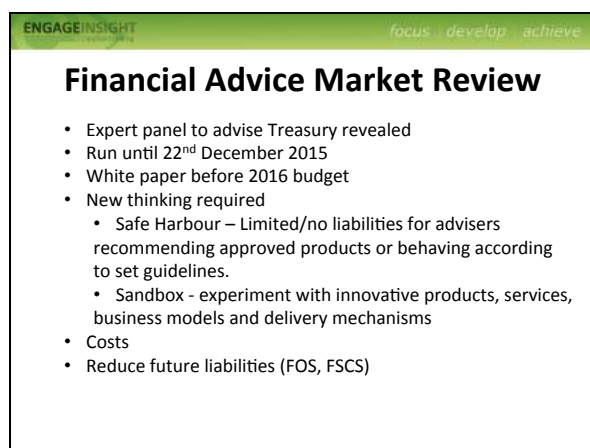 ENGAGEINSIGHT
focus develop achieve
Financial Advice Market Review
• Expert panel to advise Treasury revealed
• Run until 22nd December 2015
• White paper before 2016 budget
• New thinking required
• Safe Harbour – Limited/no liabilities for advisers
recommending approved products or behaving according
to set guidelines.
• Sandbox - experiment with innovative products, services,
business models and delivery mechanisms
• Costs
• Reduce future liabilities (FOS, FSCS)